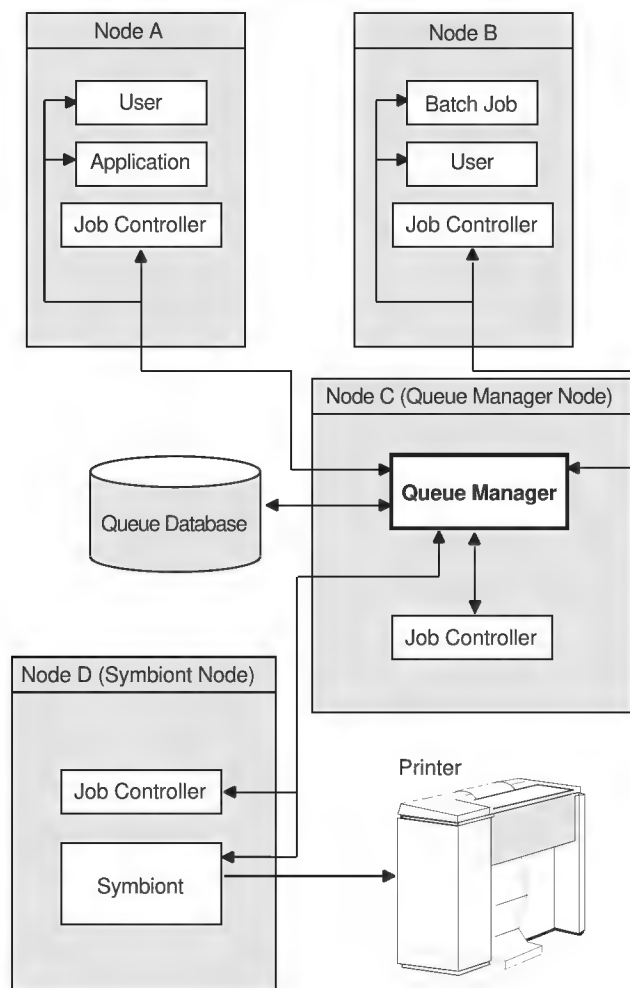 Node A
User
Application
Job Controller
Node B
Batch Job
User
Job Controller
Node C (Queue Manager Node)
Queue Manager
Job Controller
Queue Database
Node D (Symbiont Node)
Job Controller
Symbiont
Printer